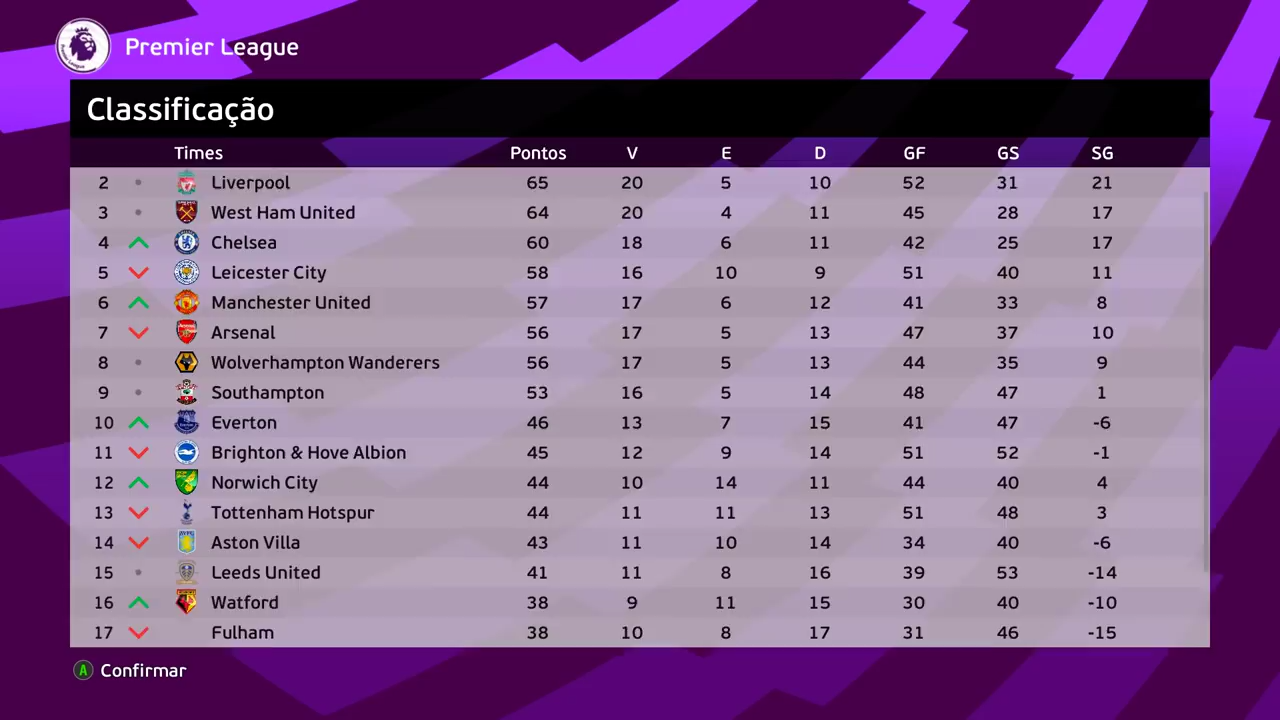 Premier League
Classificação
Times Pontos V E D GF GS SG
2 Liverpool 65 20 5 10 52 31 21
3 West Ham United 64 20 4 11 45 28 17
4 Chelsea 60 18 6 11 42 25 17
5 Leicester City 58 16 10 9 51 40 11
6 Manchester United 57 17 6 12 41 33 8
7 Arsenal 56 17 5 13 47 37 10
8 Wolverhampton Wanderers 56 17 5 13 44 35 9
9 Southampton 53 16 5 14 48 47 1
10 Everton 46 13 7 15 41 47 -6
11 Brighton & Hove Albion 45 12 9 14 51 52 -1
12 Norwich City 44 10 14 11 44 40 4
13 Tottenham Hotspur 44 11 11 13 51 48 3
14 Aston Villa 43 11 10 14 34 40 -6
15 Leeds United 41 11 8 16 39 53 -14
16 Watford 38 9 11 15 30 40 -10
17 Fulham 38 10 8 17 31 46 -15
A Confirmar